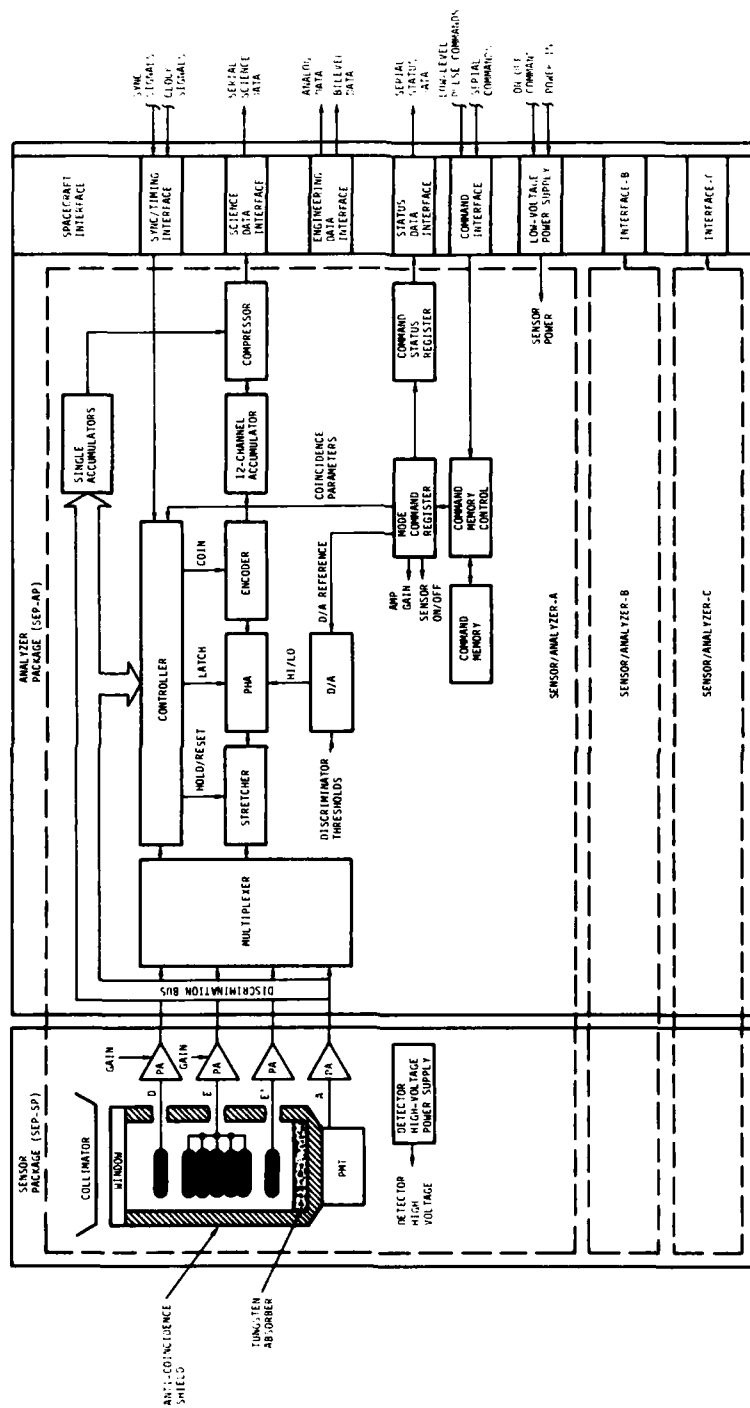 SENSOR
PACKAGE (SEP-SP)
COLLIMATOR
WINDOW
ANTI-COINCIDENCE
SHIELD
TUNGSTEN
ABSORBER
D
E
E'
A
GAIN
PA
GAIN
PA
PA
PA
PMT
DETECTOR
HIGH
VOLTAGE
DETECTOR
HIGH-VOLTAGE
POWER SUPPLY
ANALYZER
PACKAGE (SEP-AP)
DISCRIMINATION BUS
MULTIPLEXER
SINGLE
ACCUMULATORS
CONTROLLER
HOLD/RESET
LATCH
COIN
STRETCHER
PHA
ENCODER
12-CHANNEL
ACCUMULATOR
COMPRESSOR
HI/LO
D/A
DISCRIMINATOR
THRESHOLDS
D/A REFERENCE
COINCIDENCE
PARAMETERS
AMP
GAIN
SENSOR
ON/OFF
MODE
COMMAND
REGISTER
COMMAND
STATUS
REGISTER
COMMAND
MEMORY
COMMAND
MEMORY
CONTROL
SENSOR
POWER
SENSOR/ANALYZER-A
SENSOR/ANALYZER-B
SENSOR/ANALYZER-C
SPACECRAFT
INTERFACE
SYNC/TIMING
INTERFACE
SCIENCE
DATA
INTERFACE
ENGINEERING
DATA
INTERFACE
STATUS
DATA
INTERFACE
COMMAND
INTERFACE
LOW-VOLTAGE
POWER SUPPLY
INTERFACE-B
INTERFACE-C
SYNC
SIGNALS
CLOCK
SIGNALS
SERIAL
SCIENCE
DATA
ANALOG
DATA
BILEVEL
DATA
SERIAL
STATUS
DATA
LOW-LEVEL
PULSE COMMANDS
SERIAL
COMMANDS
ON/OFF
COMMAND
POWER IN